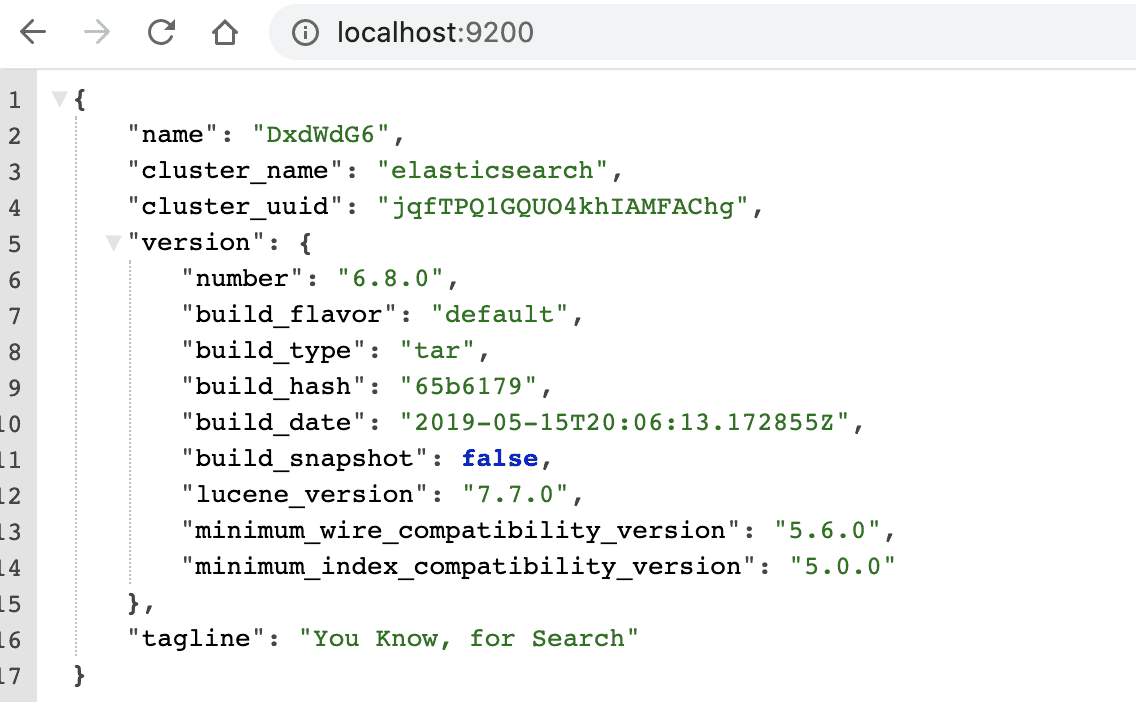 localhost:9200
1 {
2 "name": "DxdWdG6",
3 "cluster_name": "elasticsearch",
4 "cluster_uuid": "jqfTPQ1GQUO4khIAMFAChg",
5 "version": {
6 "number": "6.8.0",
7 "build_flavor": "default",
8 "build_type": "tar",
9 "build_hash": "65b6179",
10 "build_date": "2019-05-15T20:06:13.172855Z",
11 "build_snapshot": false,
12 "lucene_version": "7.7.0",
13 "minimum_wire_compatibility_version": "5.6.0",
14 "minimum_index_compatibility_version": "5.0.0"
15 },
16 "tagline": "You Know, for Search"
17 }